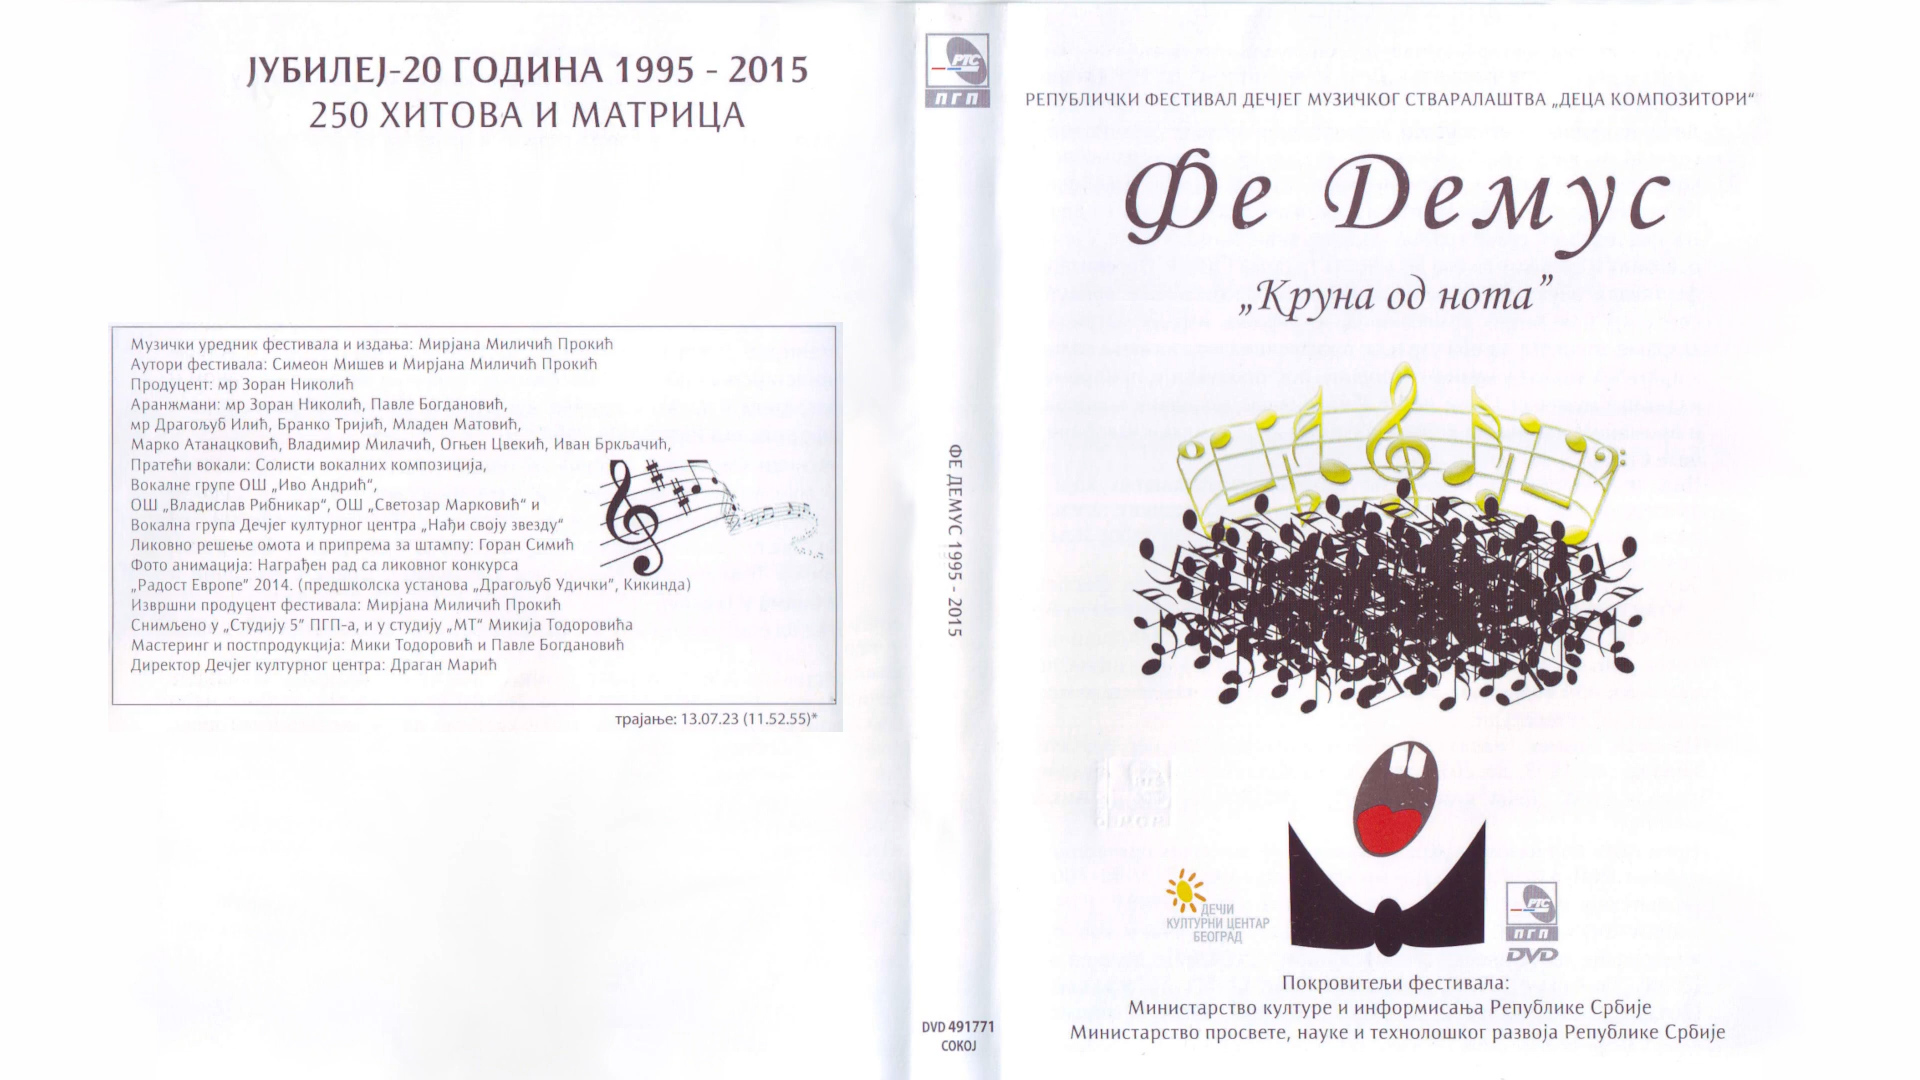 ЈУБИЛЕЈ-20 ГОДИНА 1995 - 2015
250 ХИТОВА И МАТРИЦА
Музички уредник фестивала и издања: Мирјана Миличић Прокић
Аутори фестивала: Симеон Мишев и Мирјана Миличић Прокић
Продуцент: мр Зоран Николић
Аранжмани: мр Зоран Николић, Павле Богдановић,
мр Драгољуб Илић, Бранко Тријић, Младен Матовић,
Марко Атанацковић, Владимир Милачић, Огњен Цвекић, Иван Бркљачић,
Пратећи вокали: Солисти вокалних композиција,
Вокалне групе ОШ „Иво Андрић“,
ОШ „Владислав Рибникар“, ОШ „Светозар Марковић“ и
Вокална група Дечјег културног центра „Нађи своју звезду“
Ликовно решење омота и припрема за штампу: Горан Симић
Фото анимација: Награђен рад са ликовног конкурса
„Радост Европе” 2014. (предшколска установа „Драгољуб Удички”, Кикинда)
Извршни продуцент фестивала: Мирјана Миличић Прокић
Снимљено у „Студију 5” ПГП-а, и у студију „МТ“ Микија Тодоровића
Мастеринг и постпродукција: Мики Тодоровић и Павле Богдановић
Директор Дечјег културног центра: Драган Марић
трајање: 13.07.23 (11.52.55)*
РТС
ПГП
ФЕ ДЕМУС 1995 - 2015
DVD 491771
СОКОЈ
РЕПУБЛИЧКИ ФЕСТИВАЛ ДЕЧЈЕГ МУЗИЧКОГ СТВАРАЛАШТВА „ДЕЦА КОМПОЗИТОРИ“
Фе Демус
„Круна од нота”
ДЕЧЈИ
КУЛТУРНИ ЦЕНТАР
БЕОГРАД
РТС
ПГП
DVD
Покровитељи фестивала:
Министарство културе и информисања Републике Србије
Министарство просвете, науке и технолошког развоја Републике Србије